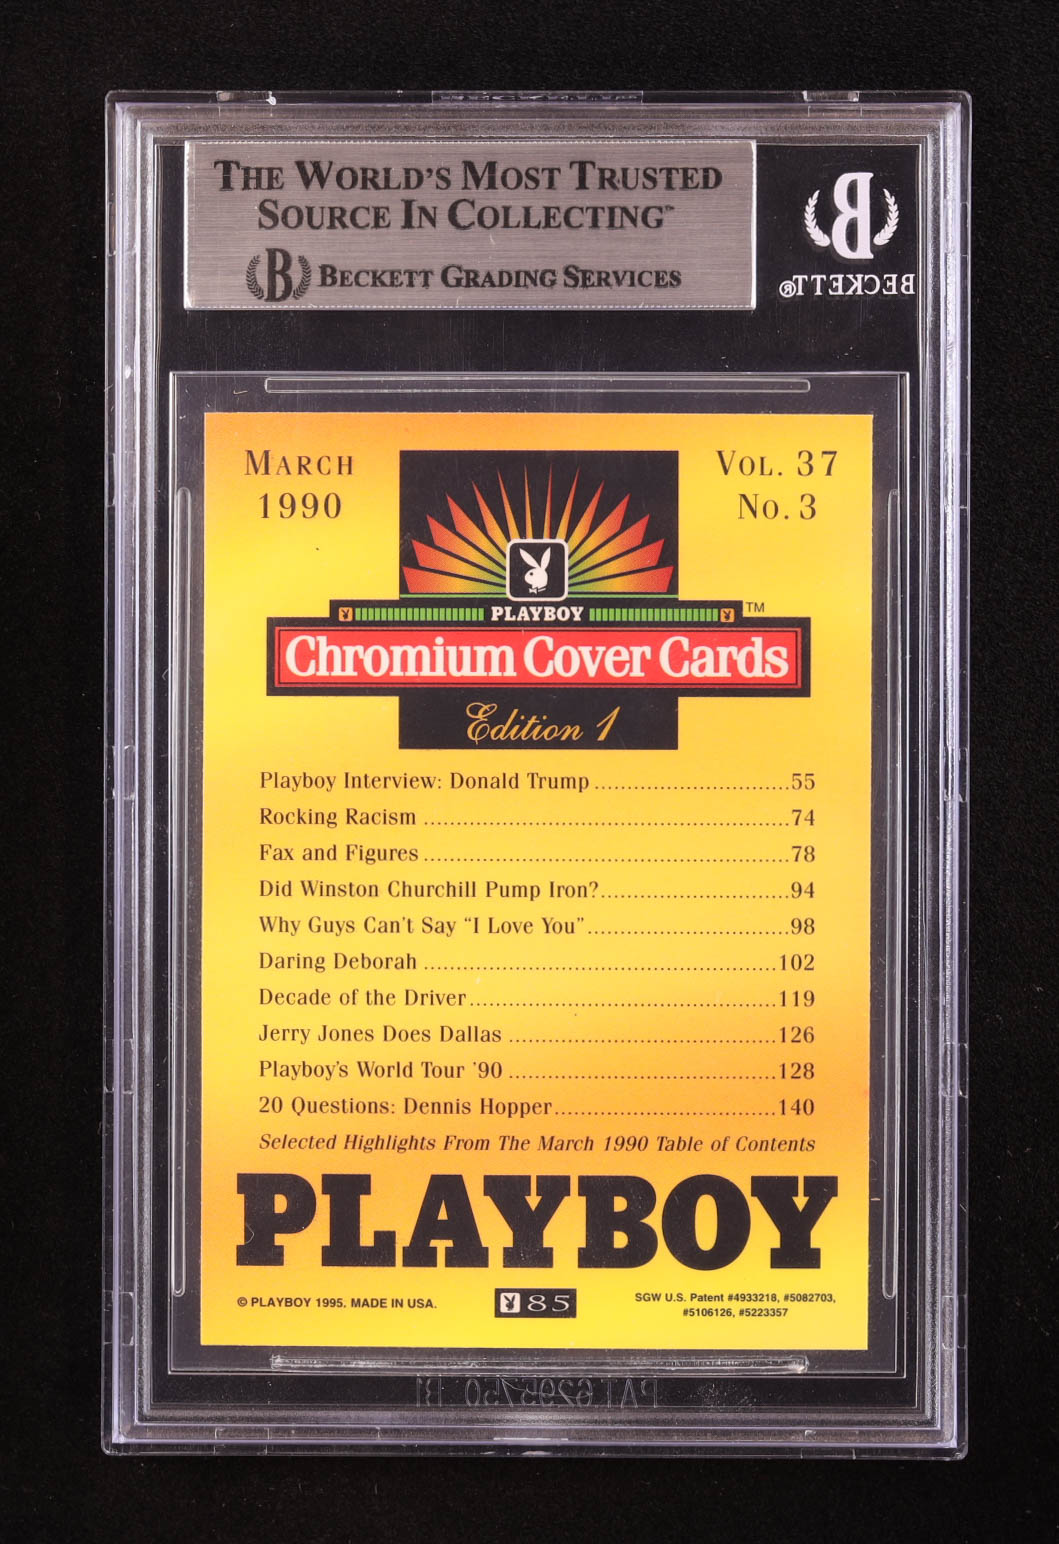 THE WORLD'S MOST TRUSTED
SOURCE IN COLLECTING™
B BECKETT GRADING SERVICES
B
BECKETT®
MARCH
1990
VOL. 37
NO. 3
PLAYBOY
TM
Chromium Cover Cards
Edition 1
Playboy Interview: Donald Trump..............................55
Rocking Racism..............................74
Fax and Figures..............................78
Did Winston Churchill Pump Iron?..............................94
Why Guys Can't Say “I Love You”..............................98
Daring Deborah..............................102
Decade of the Driver..............................119
Jerry Jones Does Dallas..............................126
Playboy's World Tour '90..............................128
20 Questions: Dennis Hopper..............................140
Selected Highlights From The March 1990 Table of Contents
PLAYBOY
© PLAYBOY 1995. MADE IN USA.
85
SGW U.S. Patent #4933218, #5082703,
#5106126, #5223357
PAT 6295750 B1